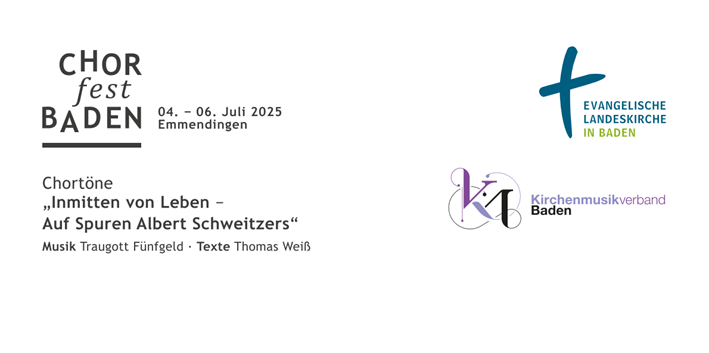 CHOR
fest
BADEN
04. – 06. Juli 2025
Emmendingen
Chortöne
„Inmitten von Leben –
Auf Spuren Albert Schweitzers“
Musik Traugott Fünfgeld · Texte Thomas Weiß
EVANGELISCHE
LANDESKIRCHE
IN BADEN
KM
Kirchenmusikverband
Baden